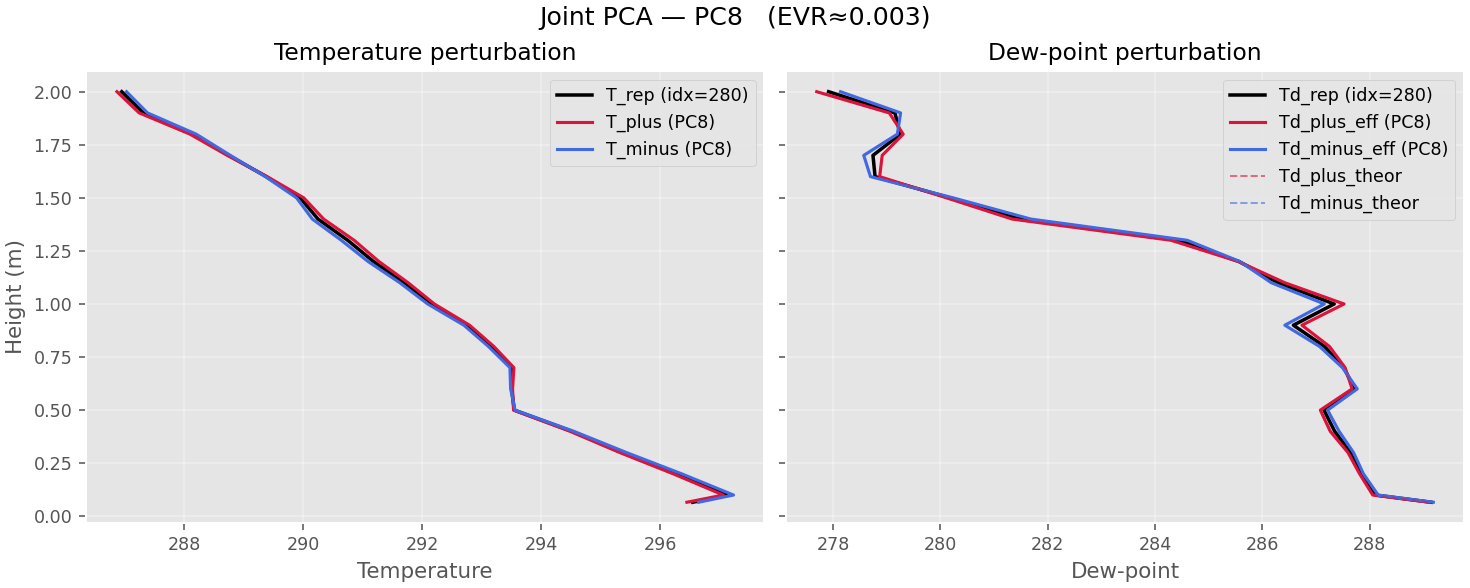 Joint PCA — PC8   (EVR≈0.003)
Temperature perturbation
Dew-point perturbation
T_rep (idx=280)
T_plus (PC8)
T_minus (PC8)
Td_rep (idx=280)
Td_plus_eff (PC8)
Td_minus_eff (PC8)
Td_plus_theor
Td_minus_theor
Height (m)
2.00
1.75
1.50
1.25
1.00
0.75
0.50
0.25
0.00
288 290 292 294 296
278 280 282 284 286 288
Temperature
Dew-point